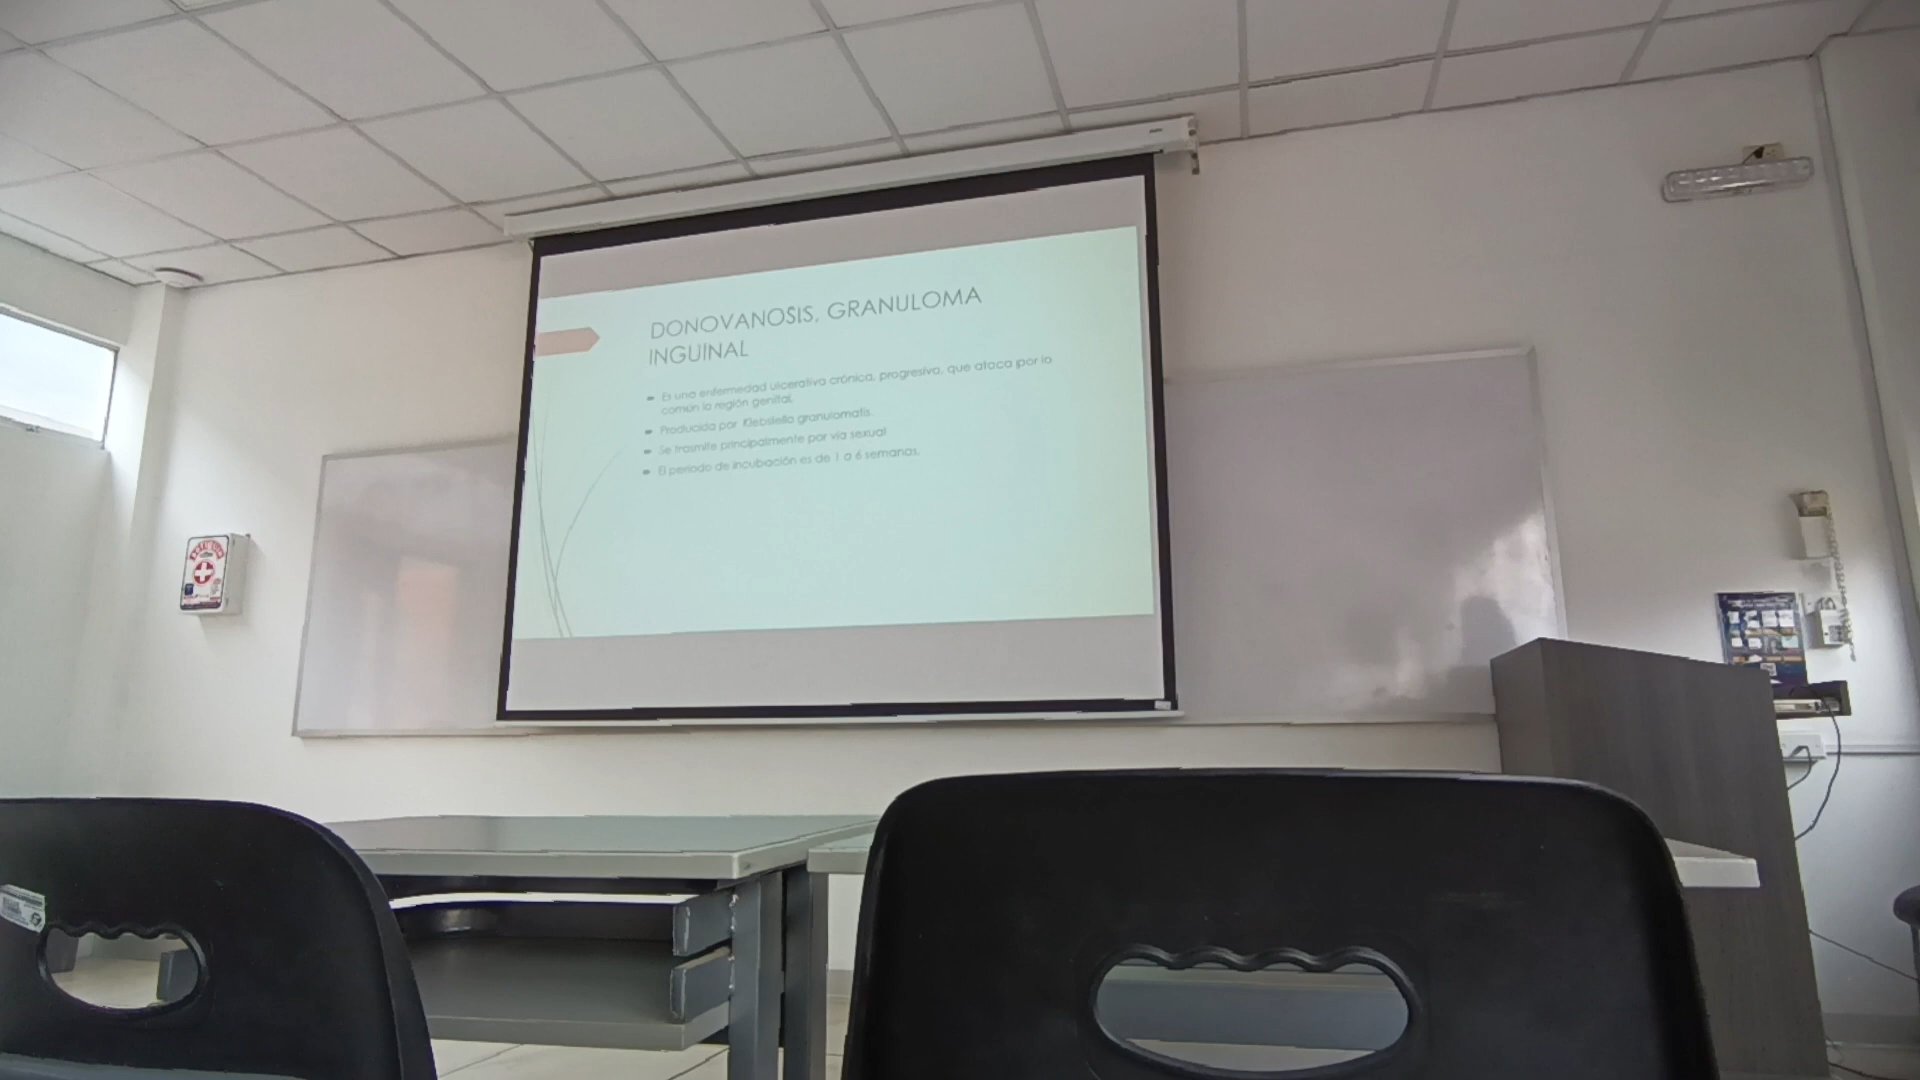 DONOVANOSIS, GRANULOMA
INGUINAL
Es una enfermedad ulcerativa crónica, progresiva, que ataca por lo
común la región genital.
Producida por Klebsiella granulomatis.
Se trasmite principalmente por vía sexual
El periodo de incubación es de 1 a 6 semanas.